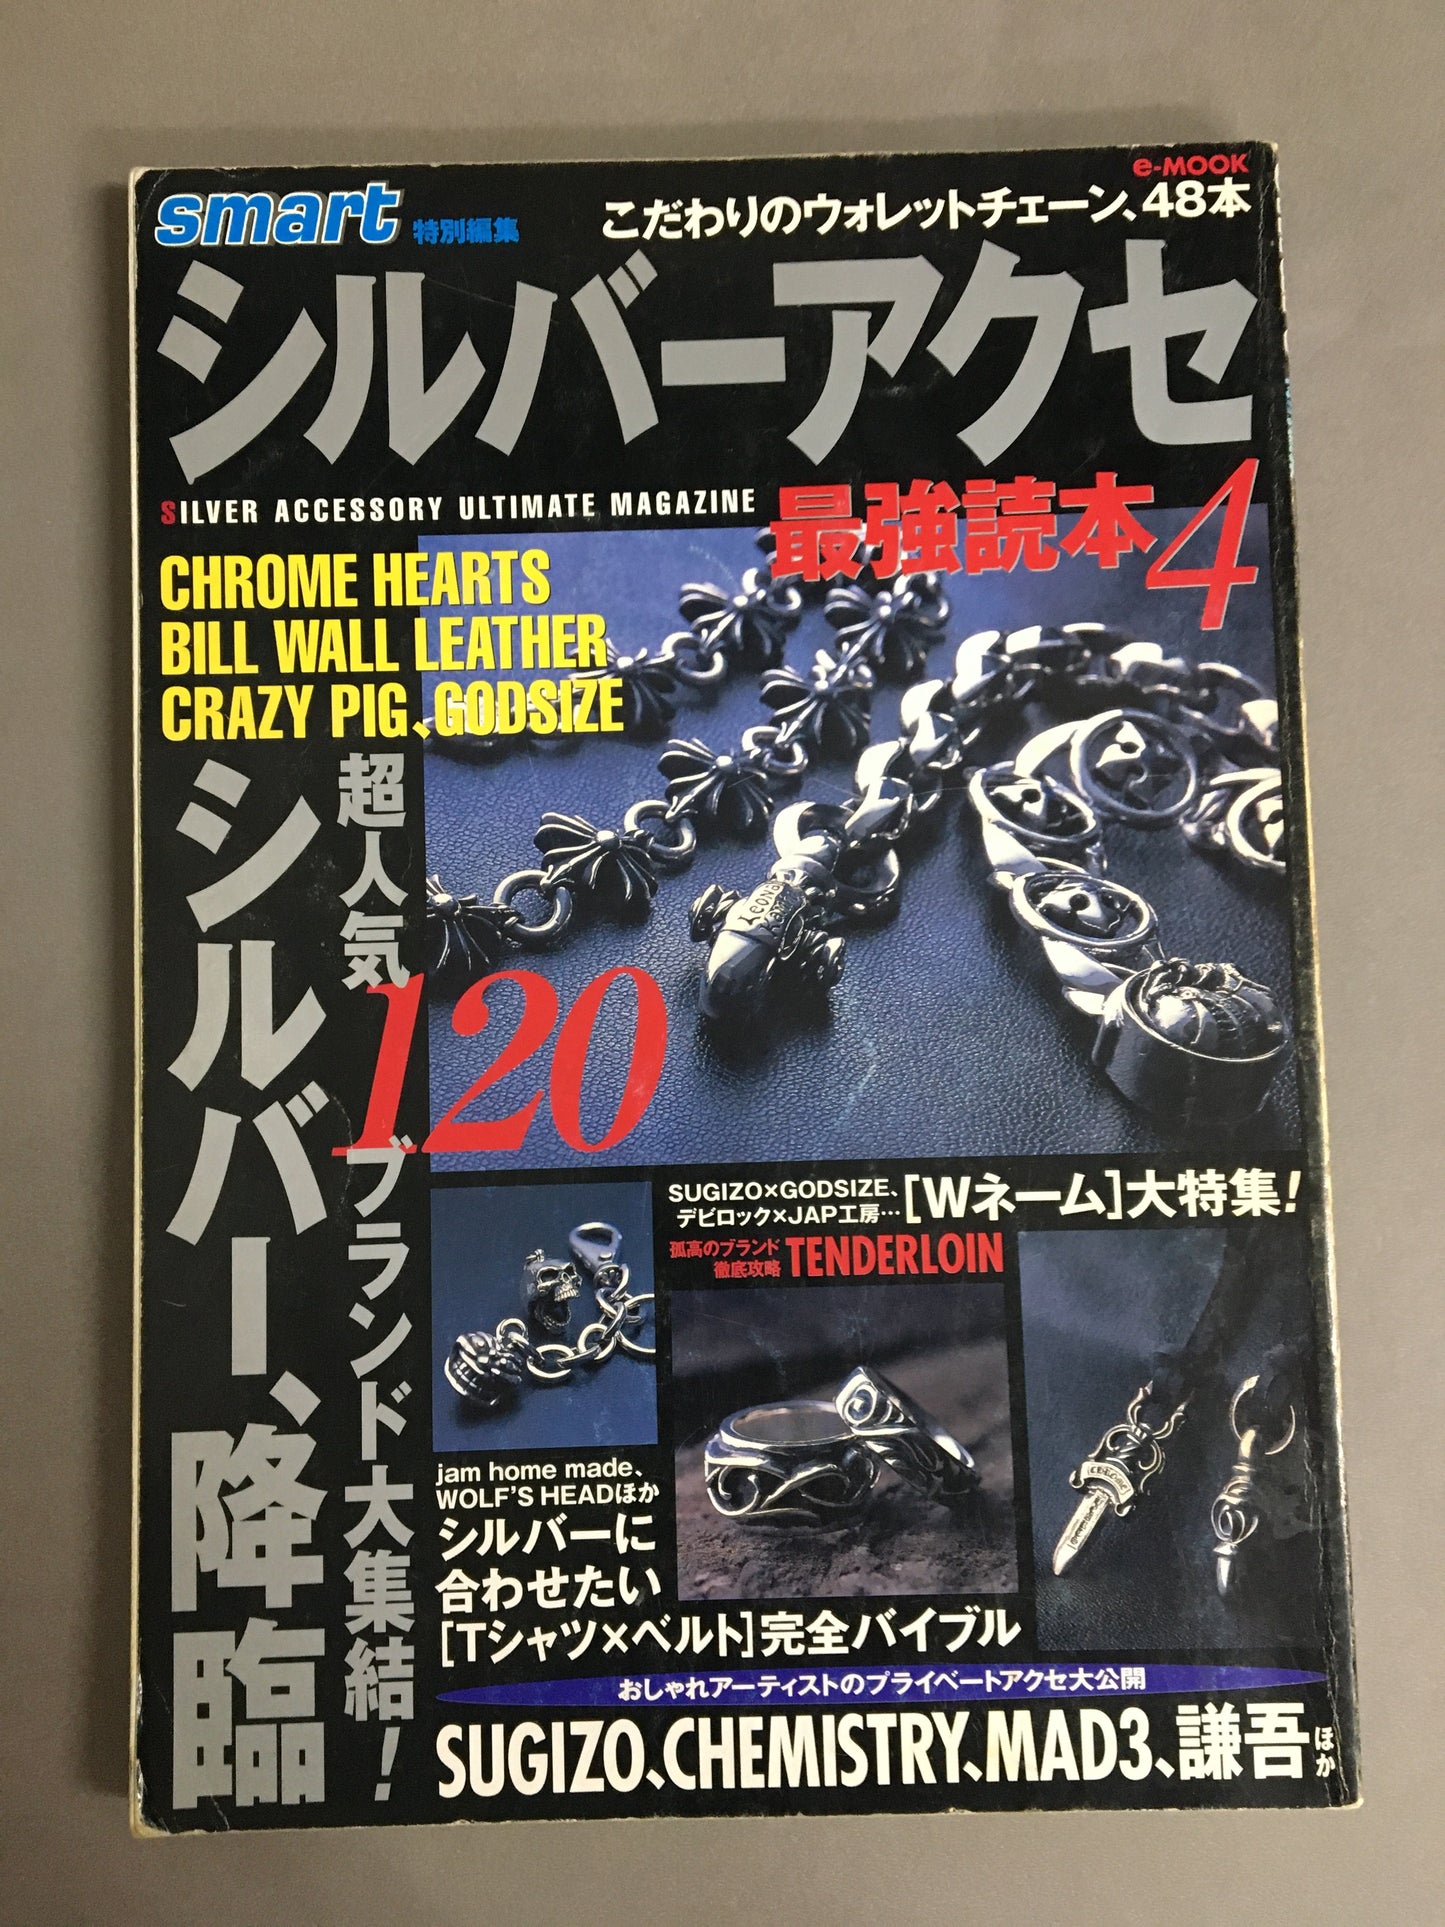 e-MOOK
smart 特別編集
こだわりのウォレットチェーン、48本
シルバーアクセ
SILVER ACCESSORY ULTIMATE MAGAZINE
最強読本4
CHROME HEARTS
BILL WALL LEATHER
CRAZY PIG、GODSIZE
超人気120ブランド大集結!
シルバー、降臨
SUGIZO×GODSIZE、
デビロック×JAP工房…
[Wネーム]大特集!
孤高のブランド
徹底攻略
TENDERLOIN
jam home made、
WOLF'S HEADほか
シルバーに
合わせたい
[Tシャツ×ベルト]完全バイブル
おしゃれアーティストのプライベートアクセ大公開
SUGIZO、CHEMISTRY、MAD3、謙吾ほか